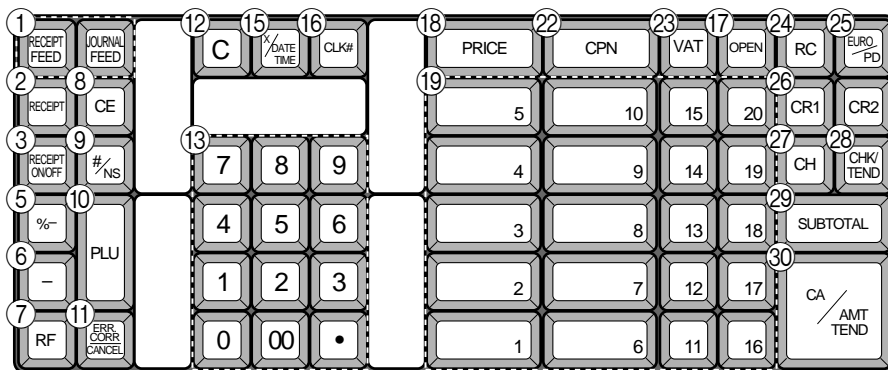 ① ⑫ ⑮ ⑯ ⑱ ㉒ ㉓ ⑰ ㉔ ㉕
RECEIPT FEED
JOURNAL FEED
C
X/DATE TIME
CLK#
PRICE
CPN
VAT
OPEN
RC
EURO/PD
② ⑧ ⑲ ㉖
RECEIPT
CE
5
10
15
20
CR1
CR2
③ ⑨ ⑬ ㉗ ㉘
RECEIPT ON/OFF
#/NS
7
8
9
4
9
14
19
CH
CHK/TEND
⑤ ⑩ ㉙
%−
PLU
4
5
6
3
8
13
18
SUBTOTAL
⑥ ㉚
−
1
2
3
2
7
12
17
CA/AMT TEND
⑦ ⑪
RF
ERR. CORR
CANCEL
0
00
•
1
6
11
16